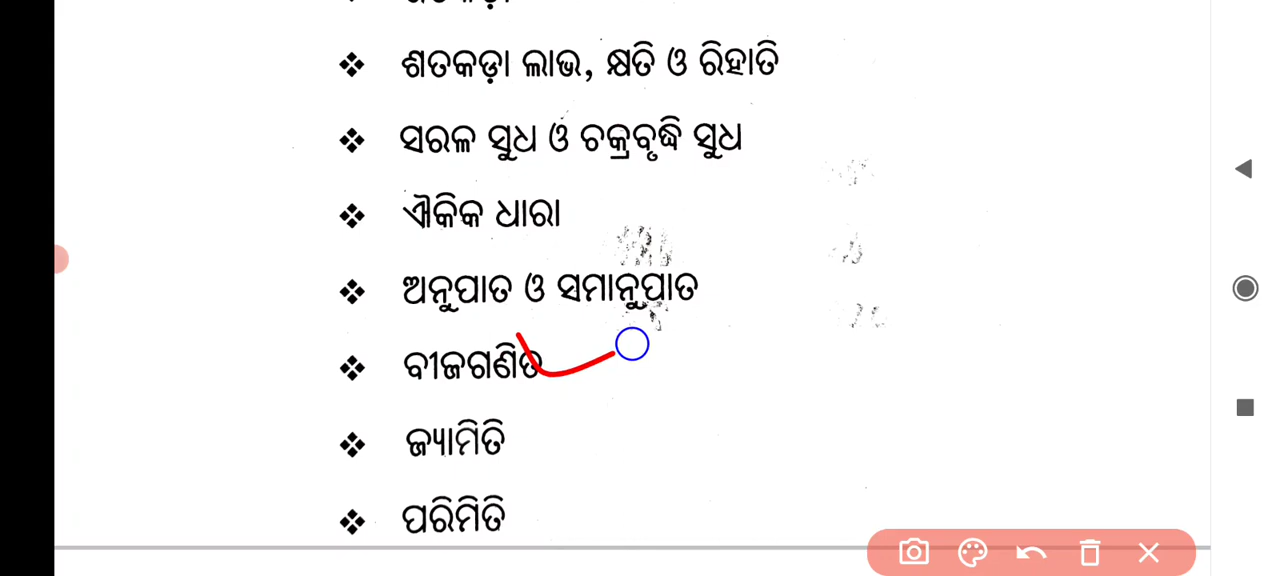 ❖ ଶତକଡ଼ା ଲାଭ, କ୍ଷତି ଓ ରିହାତି
❖ ସରଳ ସୁଧ ଓ ଚକ୍ରବୃଦ୍ଧି ସୁଧ
❖ ଐକିକ ଧାରା
❖ ଅନୁପାତ ଓ ସମାନୁପାତ
❖ ବୀଜଗଣିତ
❖ ଜ୍ୟାମିତି
❖ ପରିମିତି